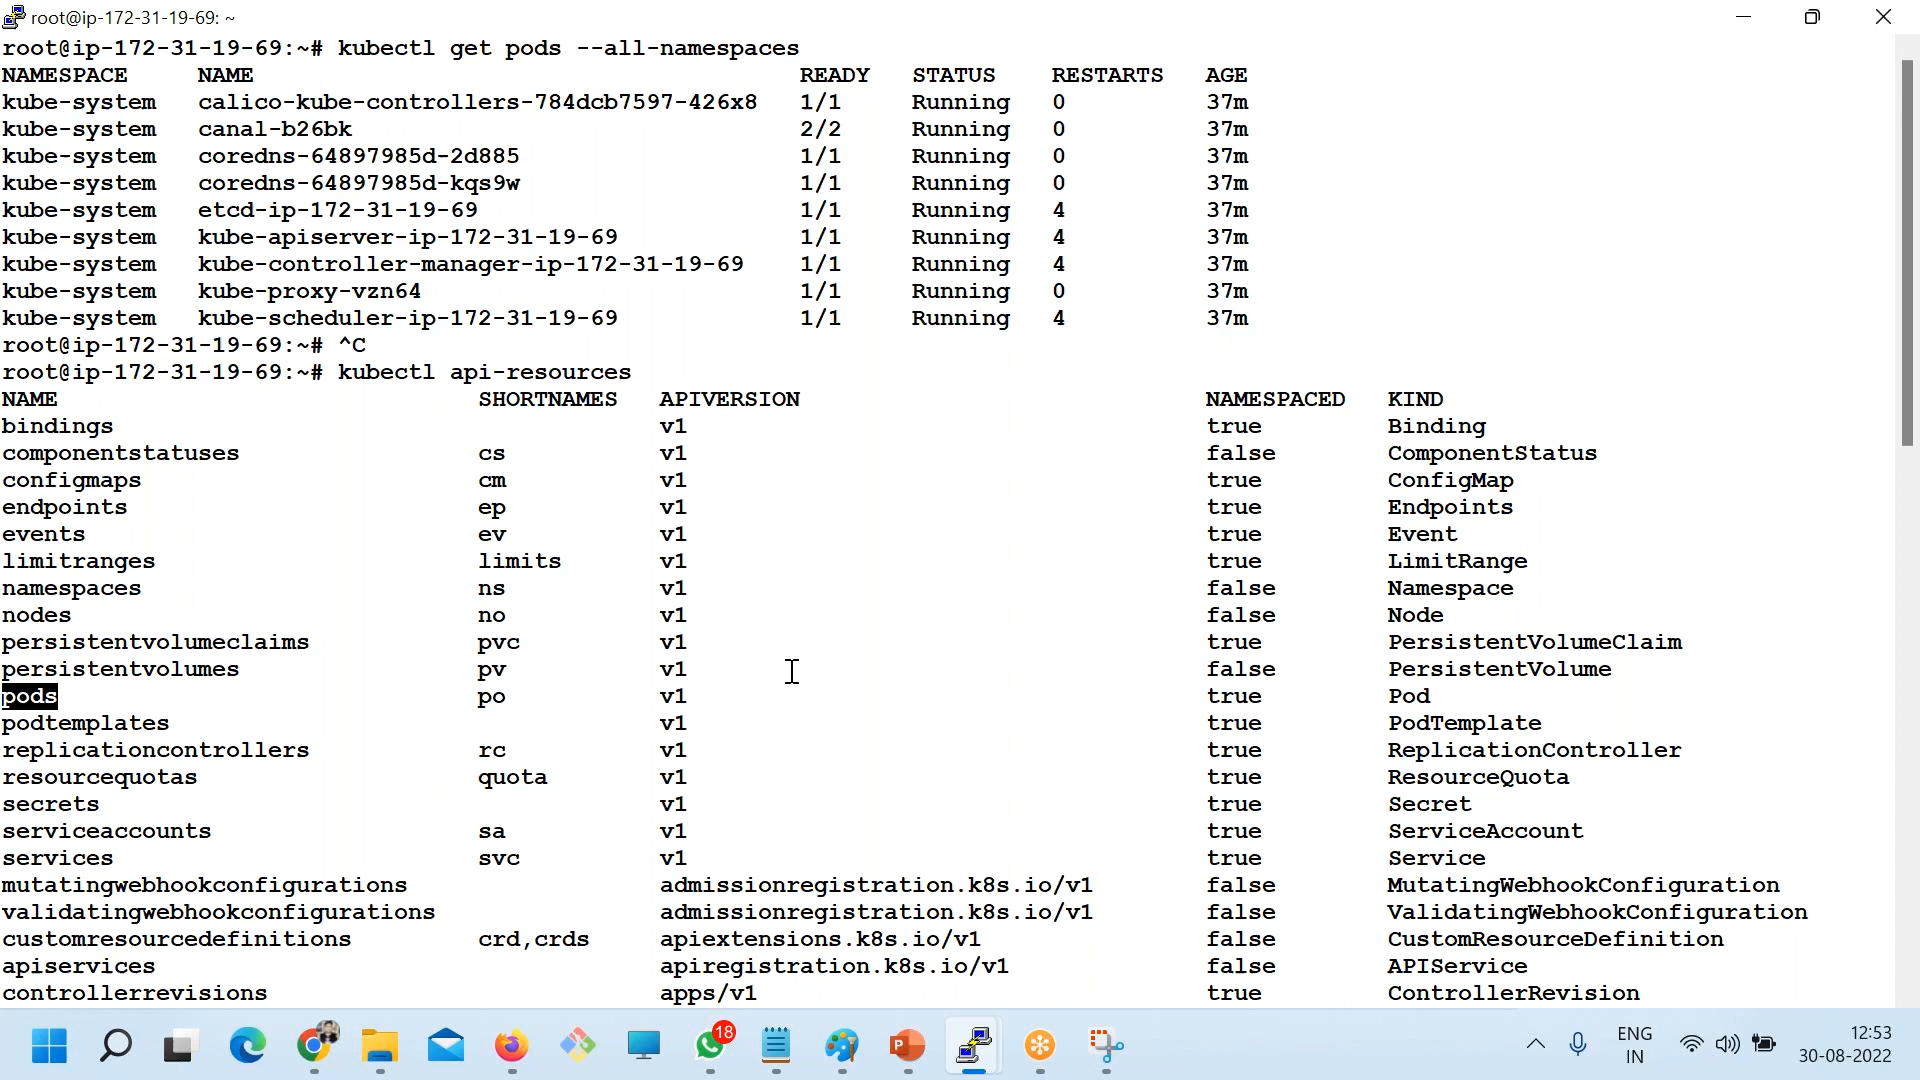 root@ip-172-31-19-69: ~
root@ip-172-31-19-69:~# kubectl get pods --all-namespaces
NAMESPACE NAME READY STATUS RESTARTS AGE
kube-system calico-kube-controllers-784dcb7597-426x8 1/1 Running 0 37m
kube-system canal-b26bk 2/2 Running 0 37m
kube-system coredns-64897985d-2d885 1/1 Running 0 37m
kube-system coredns-64897985d-kqs9w 1/1 Running 0 37m
kube-system etcd-ip-172-31-19-69 1/1 Running 4 37m
kube-system kube-apiserver-ip-172-31-19-69 1/1 Running 4 37m
kube-system kube-controller-manager-ip-172-31-19-69 1/1 Running 4 37m
kube-system kube-proxy-vzn64 1/1 Running 0 37m
kube-system kube-scheduler-ip-172-31-19-69 1/1 Running 4 37m
root@ip-172-31-19-69:~# ^C
root@ip-172-31-19-69:~# kubectl api-resources
NAME SHORTNAMES APIVERSION NAMESPACED KIND
bindings v1 true Binding
componentstatuses cs v1 false ComponentStatus
configmaps cm v1 true ConfigMap
endpoints ep v1 true Endpoints
events ev v1 true Event
limitranges limits v1 true LimitRange
namespaces ns v1 false Namespace
nodes no v1 false Node
persistentvolumeclaims pvc v1 true PersistentVolumeClaim
persistentvolumes pv v1 false PersistentVolume
pods po v1 true Pod
podtemplates v1 true PodTemplate
replicationcontrollers rc v1 true ReplicationController
resourcequotas quota v1 true ResourceQuota
secrets v1 true Secret
serviceaccounts sa v1 true ServiceAccount
services svc v1 true Service
mutatingwebhookconfigurations admissionregistration.k8s.io/v1 false MutatingWebhookConfiguration
validatingwebhookconfigurations admissionregistration.k8s.io/v1 false ValidatingWebhookConfiguration
customresourcedefinitions crd,crds apiextensions.k8s.io/v1 false CustomResourceDefinition
apiservices apiregistration.k8s.io/v1 false APIService
controllerrevisions apps/v1 true ControllerRevision
18
P
ENG
IN
12:53
30-08-2022